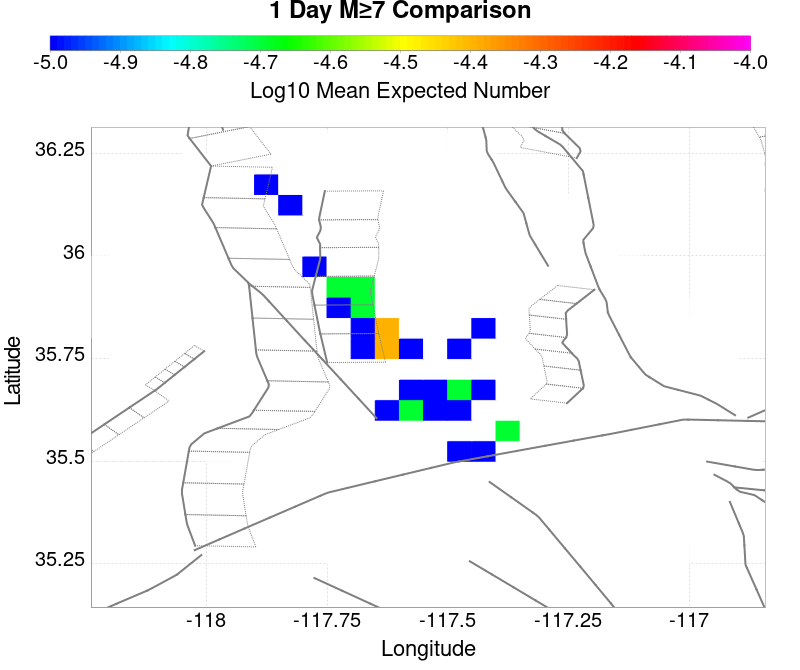 1 Day M≥7 Comparison
-5.0 -4.9 -4.8 -4.7 -4.6 -4.5 -4.4 -4.3 -4.2 -4.1 -4.0
Log10 Mean Expected Number
36.25
36
35.75
35.5
35.25
Latitude
-118 -117.75 -117.5 -117.25 -117
Longitude